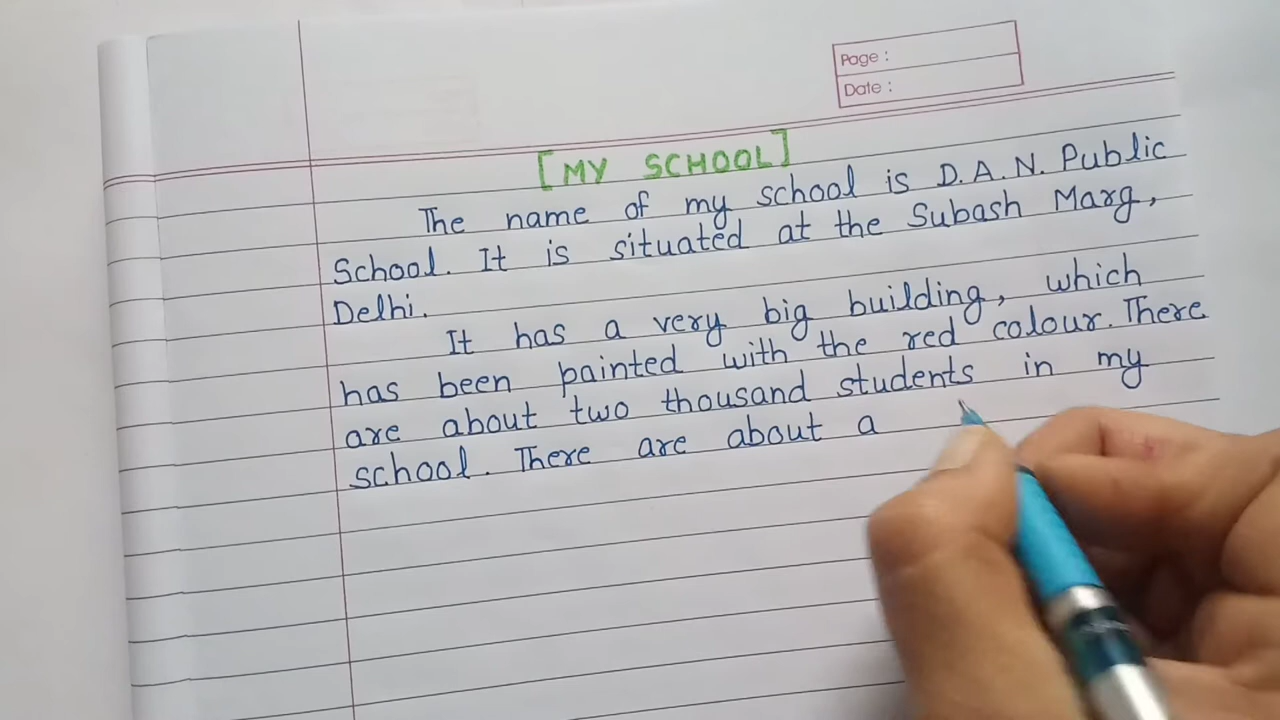 Page :
Date :
[MY SCHOOL]
The name of my school is D.A.N. Public
School. It is situated at the Subash Marg,
Delhi.
It has a very big building, which
has been painted with the red colour. There
are about two thousand students in my
school. There are about a